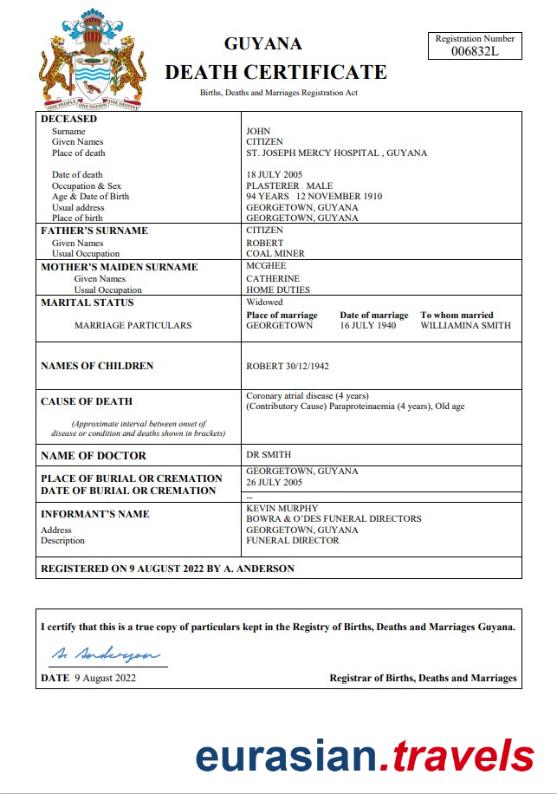 GUYANA
DEATH CERTIFICATE
Births, Deaths and Marriages Registration Act
Registration Number
006832L
ONE PEOPLE ONE NATION ONE DESTINY
DECEASED
Surname JOHN
Given Names CITIZEN
Place of death ST. JOSEPH MERCY HOSPITAL , GUYANA
Date of death 18 JULY 2005
Occupation & Sex PLASTERER MALE
Age & Date of Birth 94 YEARS 12 NOVEMBER 1910
Usual address GEORGETOWN, GUYANA
Place of birth GEORGETOWN, GUYANA
FATHER'S SURNAME CITIZEN
Given Names ROBERT
Usual Occupation COAL MINER
MOTHER'S MAIDEN SURNAME MCGHEE
Given Names CATHERINE
Usual Occupation HOME DUTIES
MARITAL STATUS Widowed
Place of marriage Date of marriage To whom married
MARRIAGE PARTICULARS GEORGETOWN 16 JULY 1940 WILLIAMINA SMITH
NAMES OF CHILDREN ROBERT 30/12/1942
CAUSE OF DEATH Coronary atrial disease (4 years)
(Contributory Cause) Paraproteinaemia (4 years), Old age
(Approximate interval between onset of
disease or condition and deaths shown in brackets)
NAME OF DOCTOR DR SMITH
PLACE OF BURIAL OR CREMATION GEORGETOWN, GUYANA
DATE OF BURIAL OR CREMATION 26 JULY 2005
--
INFORMANT'S NAME KEVIN MURPHY
BOWRA & O'DES FUNERAL DIRECTORS
Address GEORGETOWN, GUYANA
Description FUNERAL DIRECTOR
REGISTERED ON 9 AUGUST 2022 BY A. ANDERSON
I certify that this is a true copy of particulars kept in the Registry of Births, Deaths and Marriages Guyana.
A. Anderson
DATE 9 August 2022 Registrar of Births, Deaths and Marriages
eurasian.travels